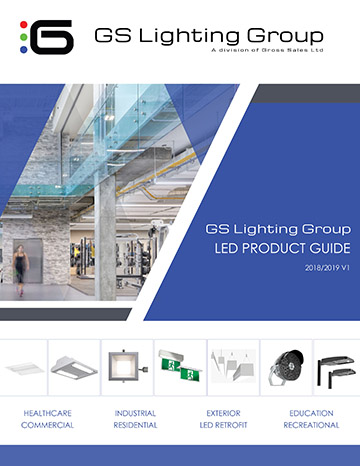 G GS Lighting Group
A division of Gross Sales Ltd
GS Lighting Group
LED PRODUCT GUIDE
2018/2019 V1
HEALTHCARE
COMMERCIAL
INDUSTRIAL
RESIDENTIAL
EXTERIOR
LED RETROFIT
EDUCATION
RECREATIONAL